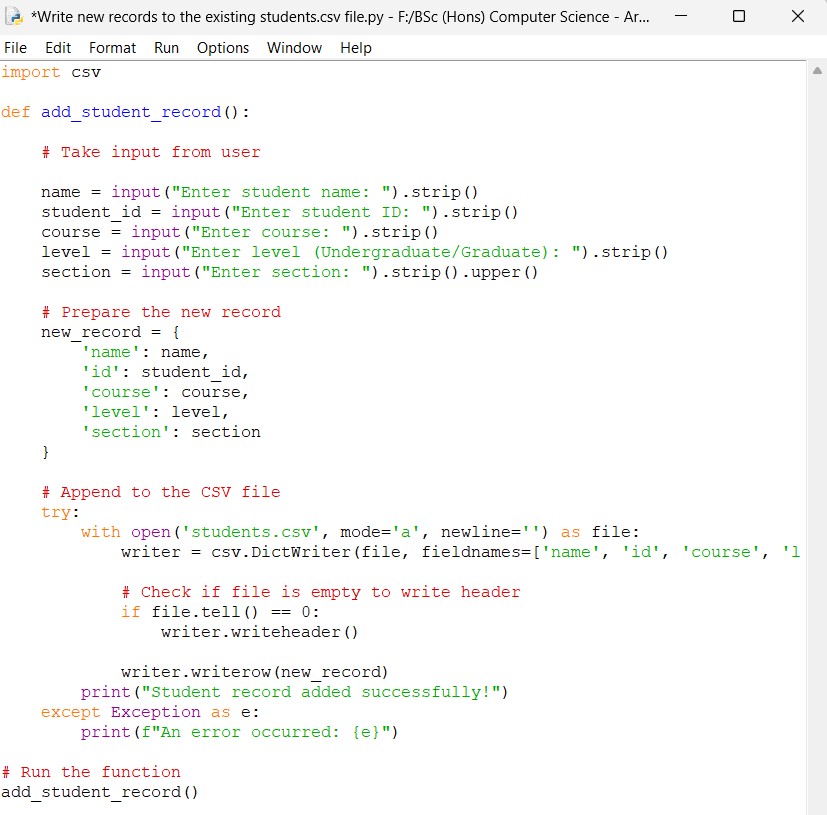 *Write new records to the existing students.csv file.py - F:/BSc (Hons) Computer Science - Ar...
File Edit Format Run Options Window Help
import csv

def add_student_record():

    # Take input from user

    name = input("Enter student name: ").strip()
    student_id = input("Enter student ID: ").strip()
    course = input("Enter course: ").strip()
    level = input("Enter level (Undergraduate/Graduate): ").strip()
    section = input("Enter section: ").strip().upper()

    # Prepare the new record
    new_record = {
        'name': name,
        'id': student_id,
        'course': course,
        'level': level,
        'section': section
    }

    # Append to the CSV file
    try:
        with open('students.csv', mode='a', newline='') as file:
            writer = csv.DictWriter(file, fieldnames=['name', 'id', 'course', 'l

            # Check if file is empty to write header
            if file.tell() == 0:
                writer.writeheader()

            writer.writerow(new_record)
        print("Student record added successfully!")
    except Exception as e:
        print(f"An error occurred: {e}")

# Run the function
add_student_record()